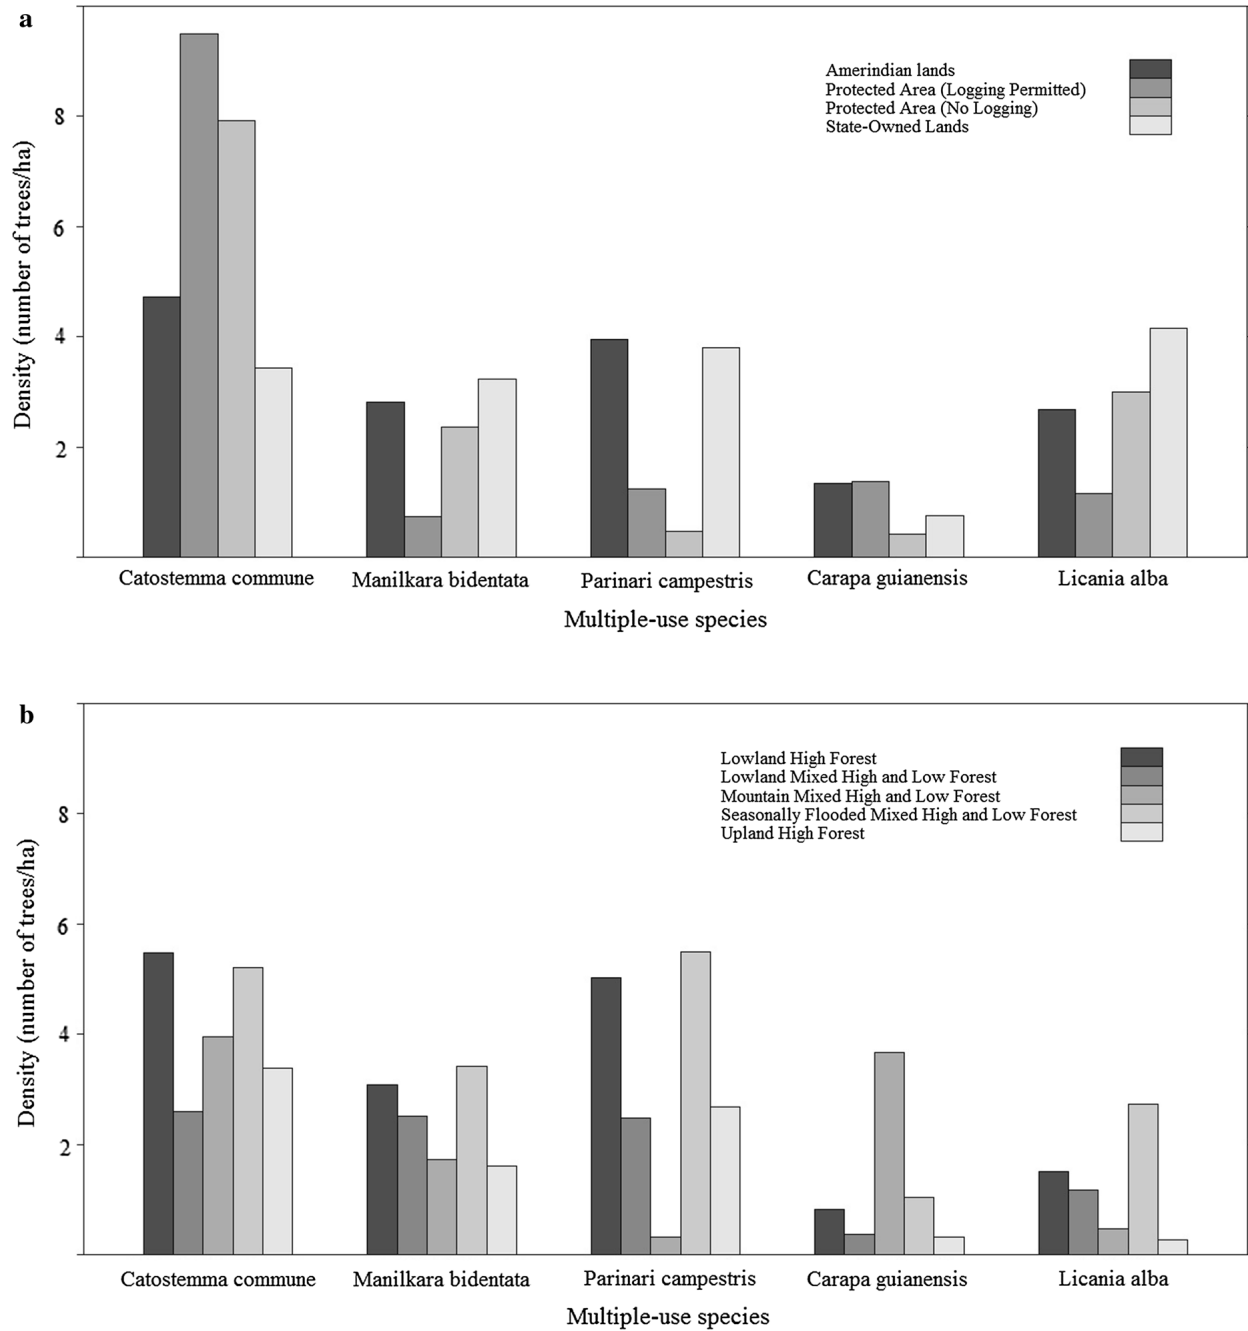 a
Amerindian lands
Protected Area (Logging Permitted)
Protected Area (No Logging)
State-Owned Lands
8
6
4
2
Density (number of trees/ha)
Catostemma commune
Manilkara bidentata
Parinari campestris
Carapa guianensis
Licania alba
Multiple-use species
b
Lowland High Forest
Lowland Mixed High and Low Forest
Mountain Mixed High and Low Forest
Seasonally Flooded Mixed High and Low Forest
Upland High Forest
8
6
4
2
Density (number of trees/ha)
Catostemma commune
Manilkara bidentata
Parinari campestris
Carapa guianensis
Licania alba
Multiple-use species